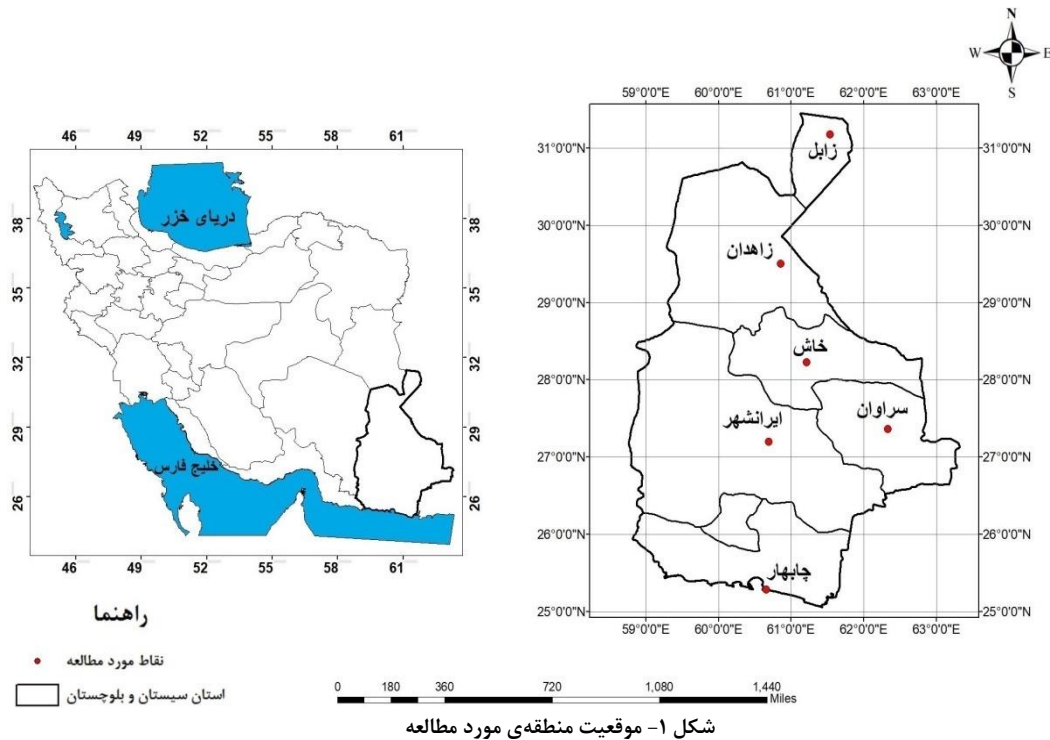 N
W E
S
46 49 52 55 58 61
38 38
35 35
32 32
29 29
26 26
46 49 52 55 58 61
دریای خزر
خلیج فارس
59°0'0"E 60°0'0"E 61°0'0"E 62°0'0"E 63°0'0"E
31°0'0"N 31°0'0"N
30°0'0"N 30°0'0"N
29°0'0"N 29°0'0"N
28°0'0"N 28°0'0"N
27°0'0"N 27°0'0"N
26°0'0"N 26°0'0"N
25°0'0"N 25°0'0"N
59°0'0"E 60°0'0"E 61°0'0"E 62°0'0"E 63°0'0"E
زابل
زاهدان
خاش
سراوان
ایرانشهر
چابهار
راهنما
نقاط مورد مطالعه
استان سیستان و بلوچستان
0 180 360 720 1,080 1,440
Miles
شکل ۱- موقعیت منطقه‌ی مورد مطالعه